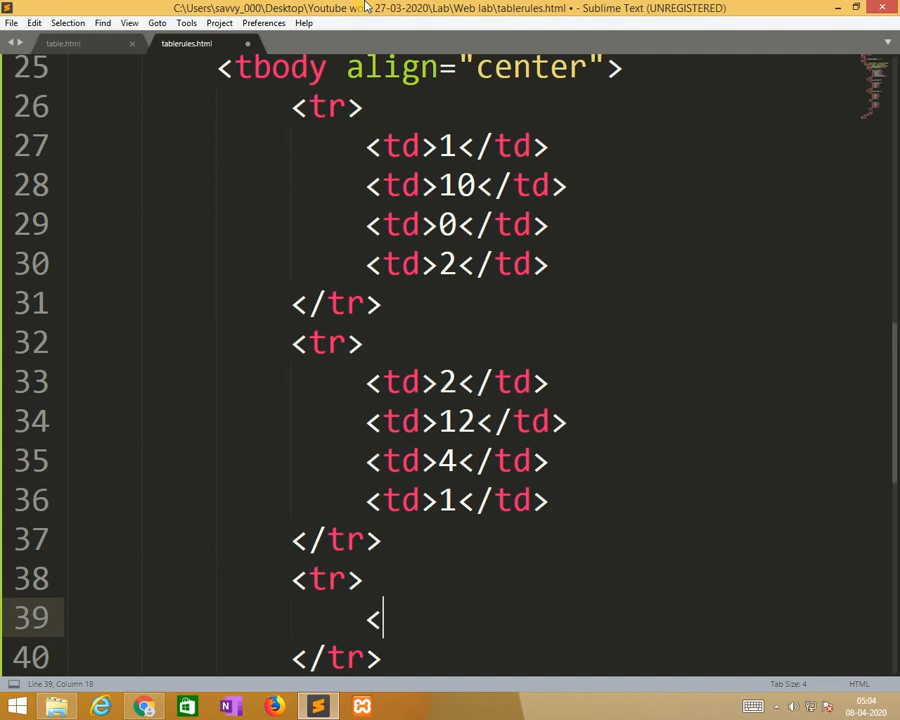 C:\Users\savvy_000\Desktop\Youtube wo 27-03-2020\Lab\Web lab\tablerules.html • - Sublime Text (UNREGISTERED)
File Edit Selection Find View Goto Tools Project Preferences Help
table.html × tablerules.html
25 <tbody align="center">
26 <tr>
27 <td>1</td>
28 <td>10</td>
29 <td>0</td>
30 <td>2</td>
31 </tr>
32 <tr>
33 <td>2</td>
34 <td>12</td>
35 <td>4</td>
36 <td>1</td>
37 </tr>
38 <tr>
39 <
40 </tr>
Line 39, Column 18 Tab Size: 4 HTML
05:04
08-04-2020